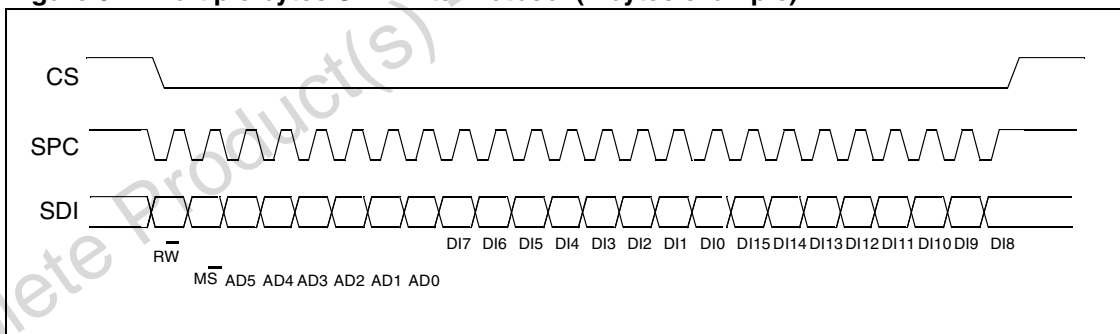 CS
SPC
SDI
DI7 DI6 DI5 DI4 DI3 DI2 DI1 DI0 DI15 DI14 DI13 DI12 DI11 DI10 DI9 DI8
RW
MS AD5 AD4 AD3 AD2 AD1 AD0
Product(s)